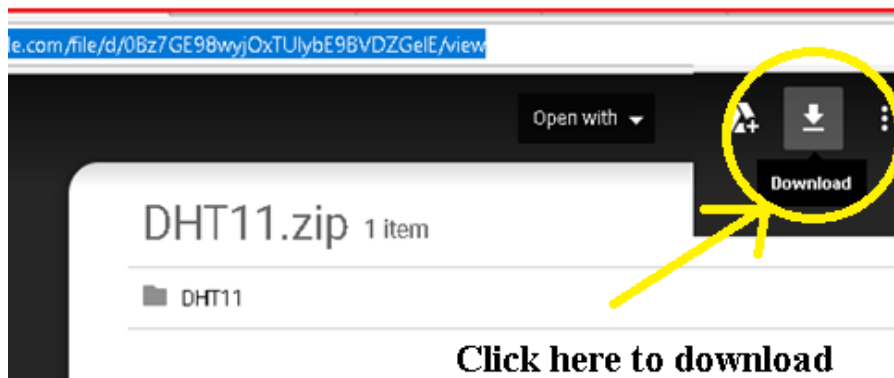 le.com/file/d/0Bz7GE98wyjOxTUlybE9BVDZGelE/view
Open with
Download
DHT11.zip 1 item
DHT11
Click here to download